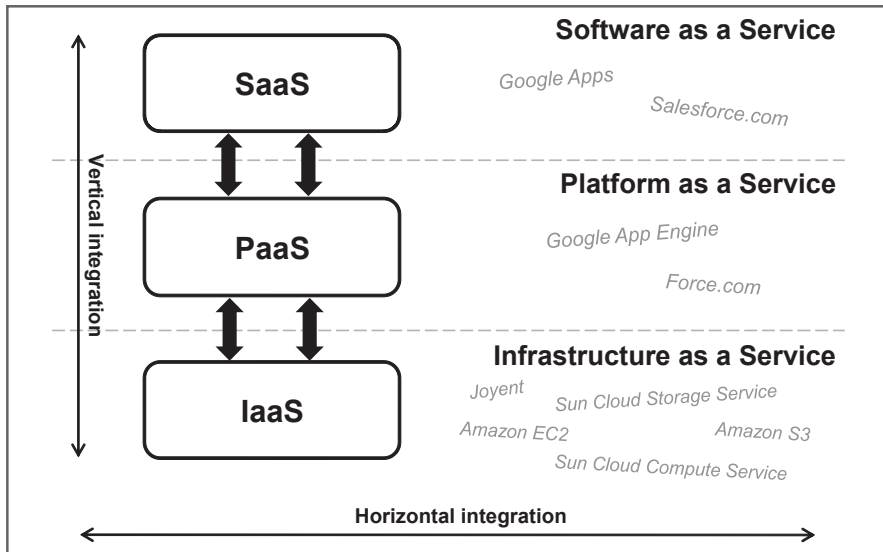 Software as a Service
SaaS
Google Apps
Salesforce.com
Vertical integration
Platform as a Service
PaaS
Google App Engine
Force.com
Infrastructure as a Service
IaaS
Joyent
Sun Cloud Storage Service
Amazon EC2
Amazon S3
Sun Cloud Compute Service
Horizontal integration